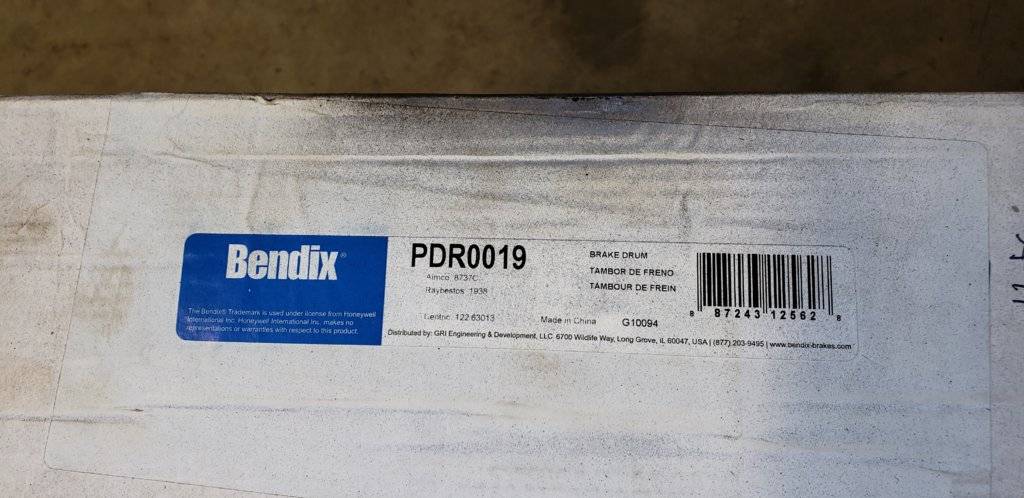 Bendix®
The Bendix® Trademark is used under license from Honeywell
International Inc. Honeywell International Inc. makes no
representations or warranties with respect to this product.
PDR0019
Aimco: 8737C
Raybestos: 1938
Centric: 122.63013
Made in China
G10094
BRAKE DRUM
TAMBOR DE FRENO
TAMBOUR DE FREIN
8 87243 12562 8
Distributed by: GRI Engineering & Development, LLC 6700 Wildlife Way, Long Grove, IL 60047, USA | (877) 203-9495 | www.bendix-brakes.com